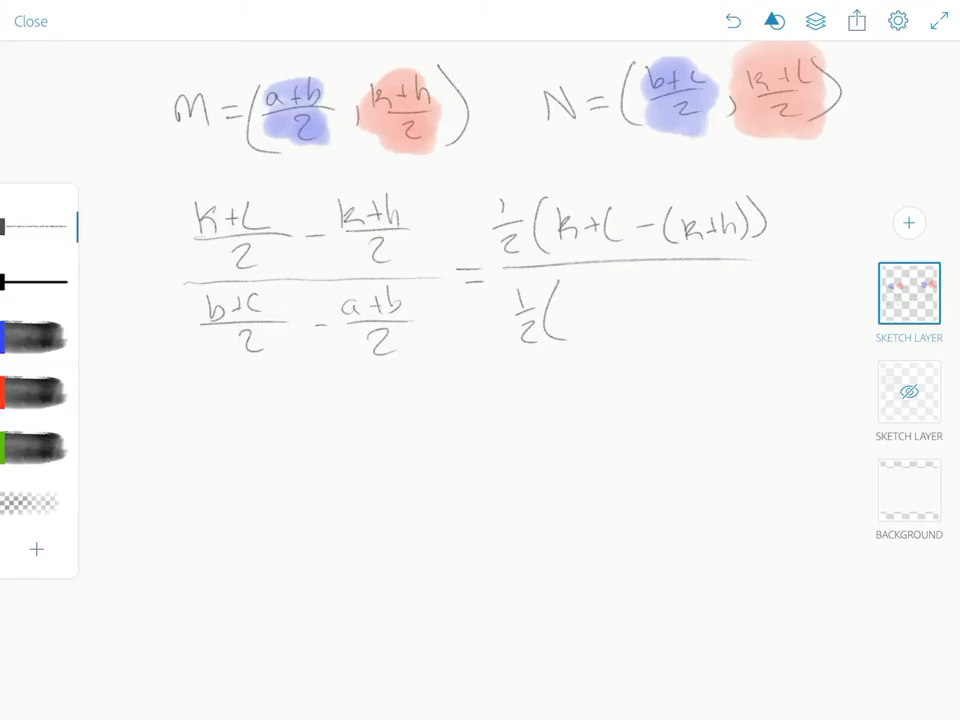 Close
M = (a+b/2, k+h/2) N = (b+c/2, k+L/2)
k+L/2 - k+h/2 = 1/2(k+L-(k+h))
b+c/2 - a+b/2 1/2(
SKETCH LAYER
SKETCH LAYER
BACKGROUND